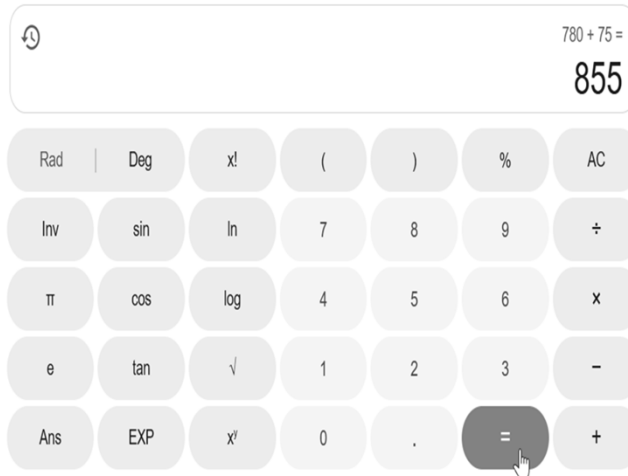 780 + 75 =
855
Rad | Deg x! ( ) % AC
Inv sin ln 7 8 9 ÷
π cos log 4 5 6 ×
e tan √ 1 2 3 −
Ans EXP xʸ 0 . = +